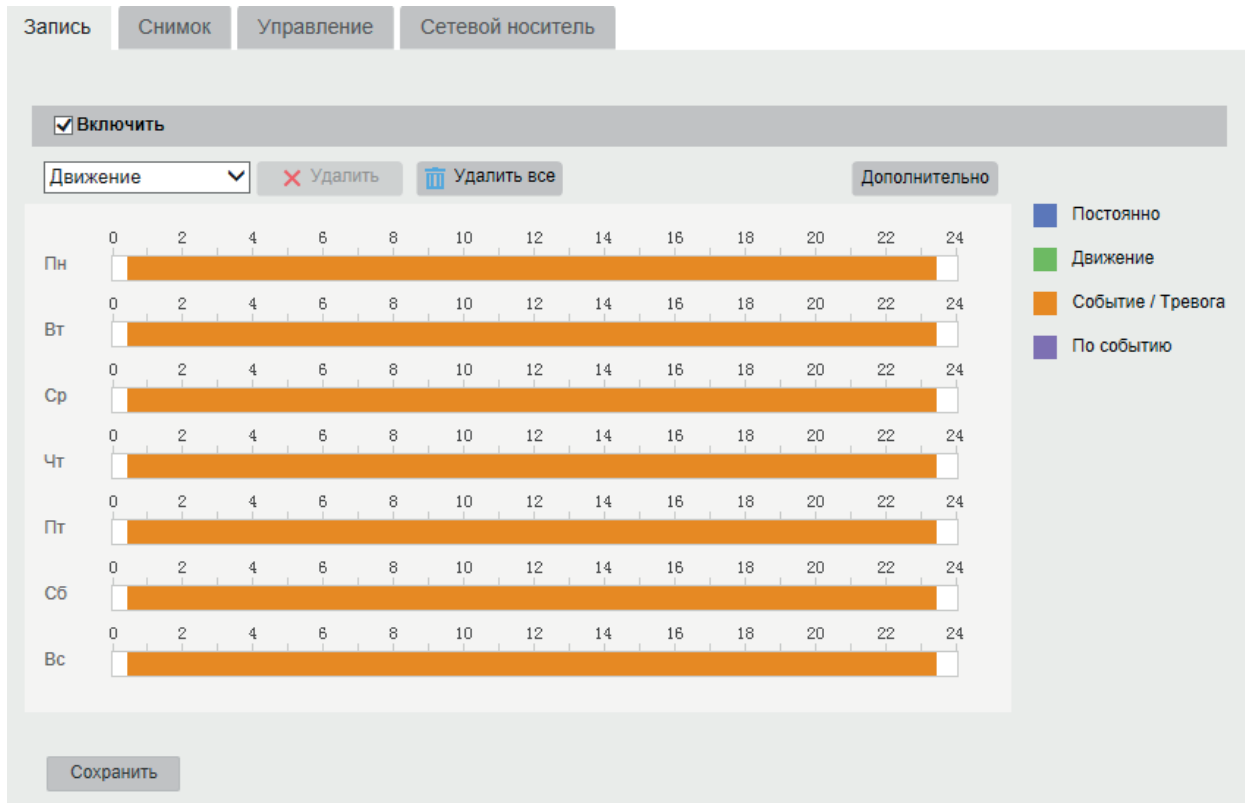 Запись Снимок Управление Сетевой носитель
Включить
Движение Удалить Удалить все Дополнительно
Постоянно
Движение
Событие / Тревога
По событию
0 2 4 6 8 10 12 14 16 18 20 22 24
Пн
0 2 4 6 8 10 12 14 16 18 20 22 24
Вт
0 2 4 6 8 10 12 14 16 18 20 22 24
Ср
0 2 4 6 8 10 12 14 16 18 20 22 24
Чт
0 2 4 6 8 10 12 14 16 18 20 22 24
Пт
0 2 4 6 8 10 12 14 16 18 20 22 24
Сб
0 2 4 6 8 10 12 14 16 18 20 22 24
Вс
Сохранить